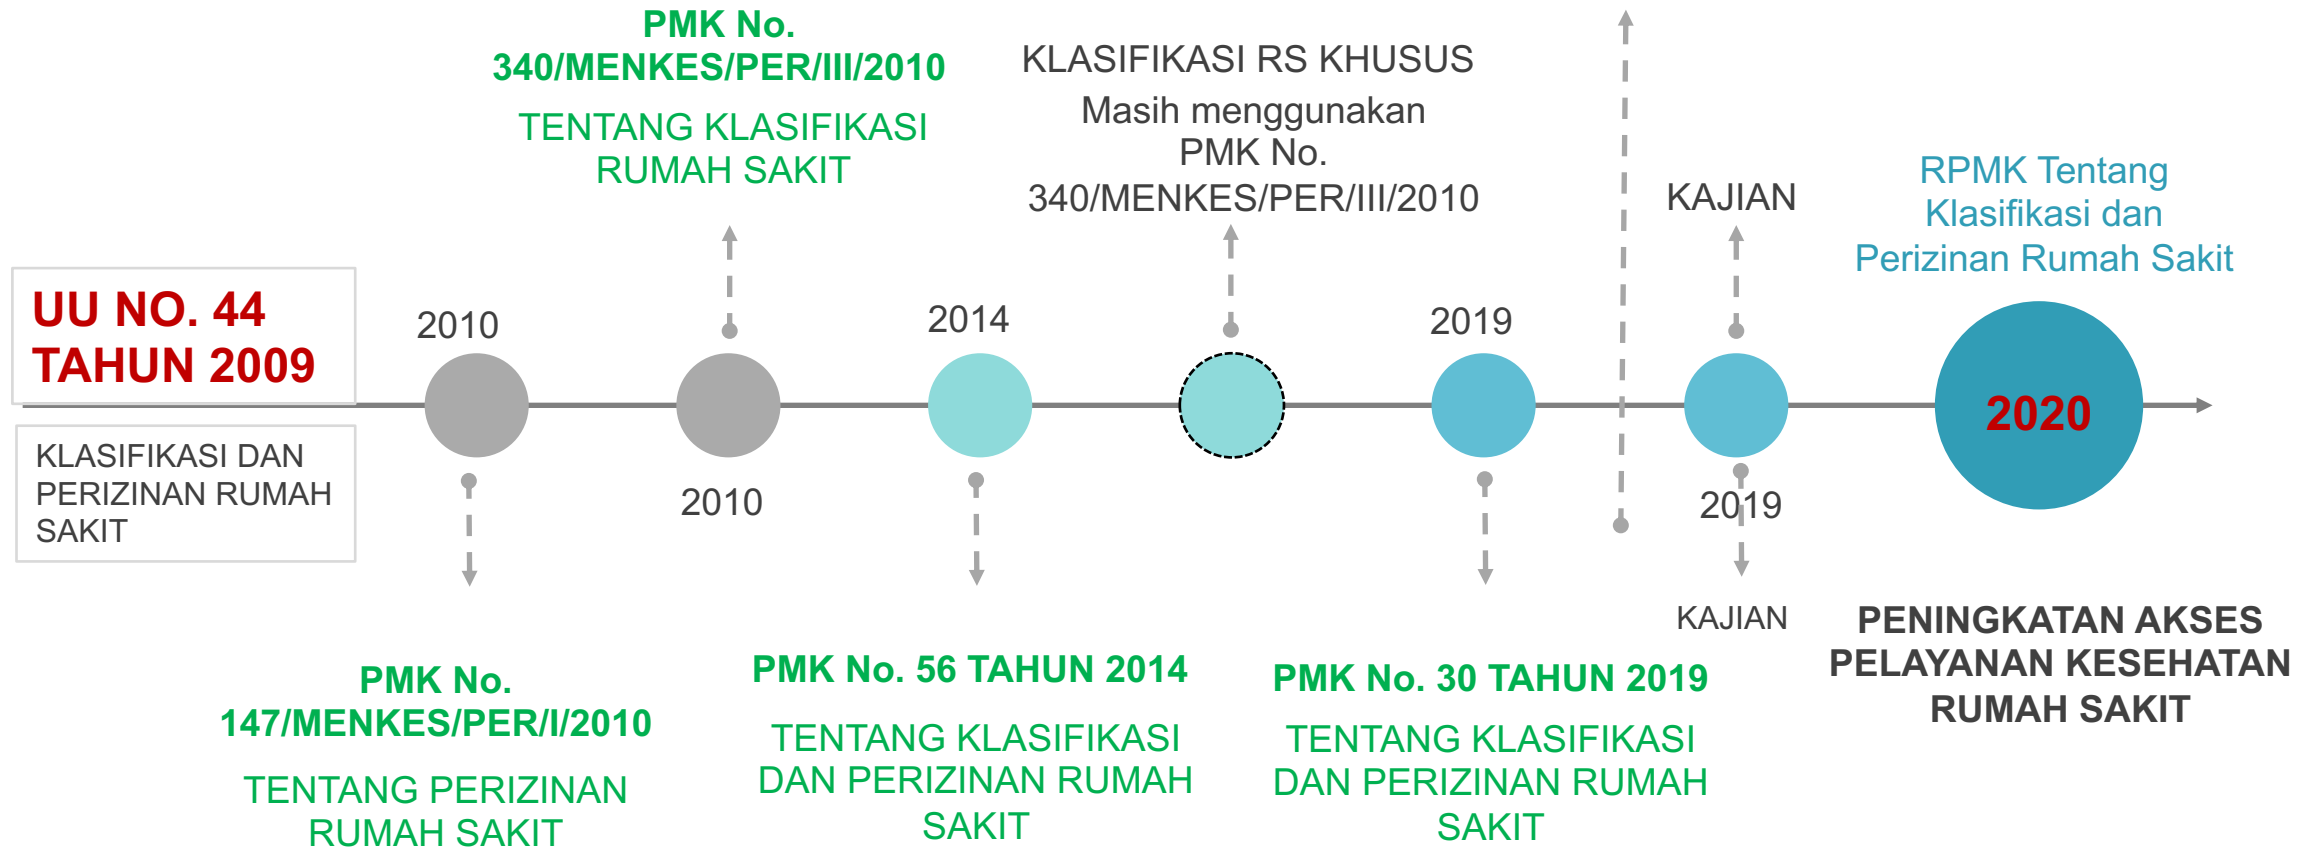 UU NO. 44
TAHUN 2009
KLASIFIKASI DAN
PERIZINAN RUMAH
SAKIT
2010
PMK No.
147/MENKES/PER/I/2010
TENTANG PERIZINAN
RUMAH SAKIT
PMK No.
340/MENKES/PER/III/2010
TENTANG KLASIFIKASI
RUMAH SAKIT
2010
2014
PMK No. 56 TAHUN 2014
TENTANG KLASIFIKASI
DAN PERIZINAN RUMAH
SAKIT
KLASIFIKASI RS KHUSUS
Masih menggunakan
PMK No.
340/MENKES/PER/III/2010
2019
PMK No. 30 TAHUN 2019
TENTANG KLASIFIKASI
DAN PERIZINAN RUMAH
SAKIT
KAJIAN
2019
KAJIAN
RPMK Tentang
Klasifikasi dan
Perizinan Rumah Sakit
2020
PENINGKATAN AKSES
PELAYANAN KESEHATAN
RUMAH SAKIT